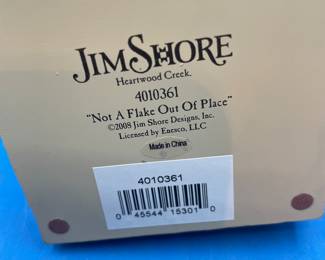 JIM SHORE
Heartwood Creek.
4010361
"Not A Flake Out Of Place"
©2008 Jim Shore Designs, Inc.
Licensed by Enesco, LLC
Made in China
4010361
0 45544 15301 0